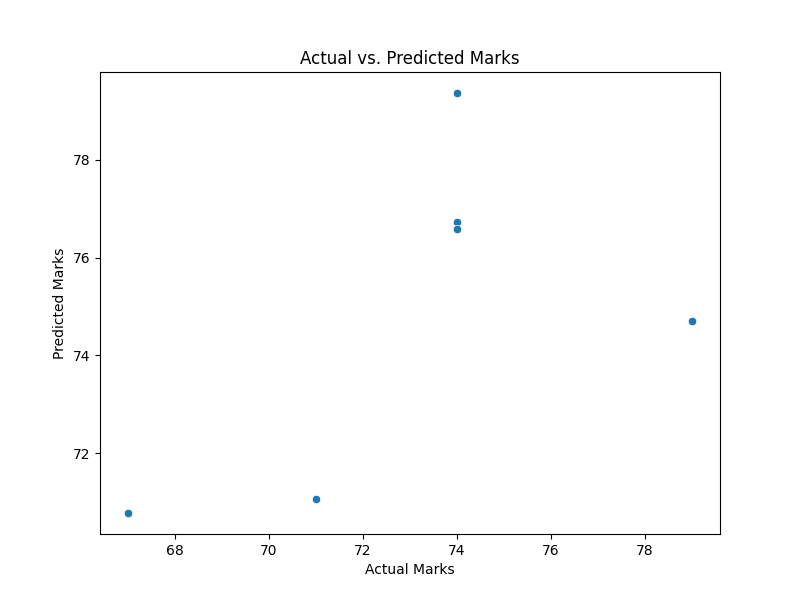 Actual vs. Predicted Marks
78
76
74
72
Predicted Marks
68 70 72 74 76 78
Actual Marks